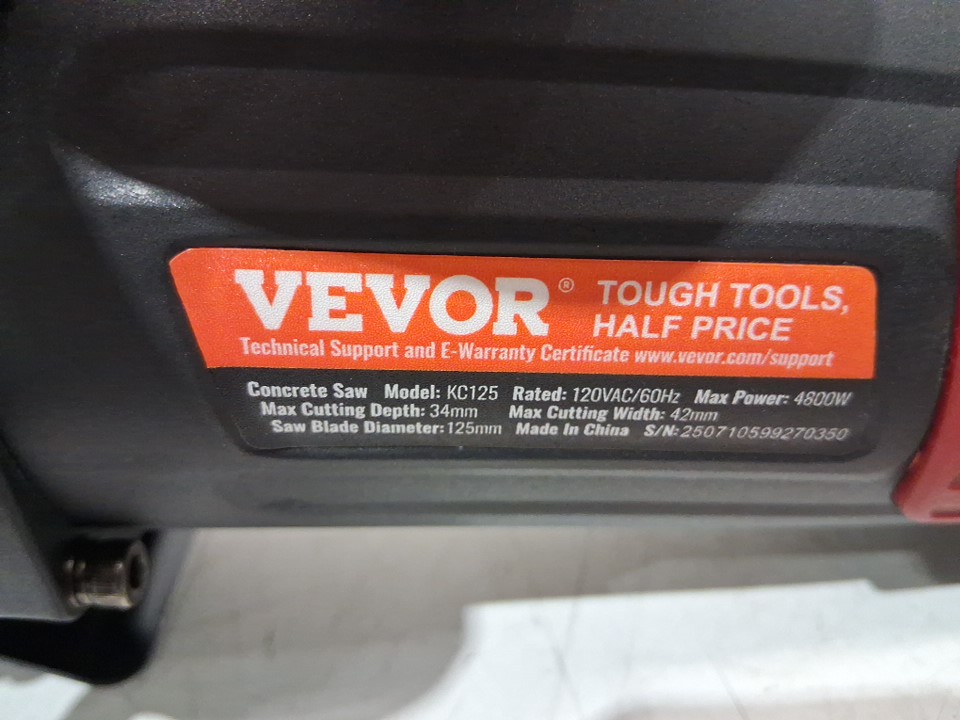 VEVOR® TOUGH TOOLS,
HALF PRICE
Technical Support and E-Warranty Certificate www.vevor.com/support
Concrete Saw Model: KC125 Rated: 120VAC/60Hz Max Power: 4800W
Max Cutting Depth: 34mm Max Cutting Width: 42mm
Saw Blade Diameter: 125mm Made In China S/N: 250710599270350